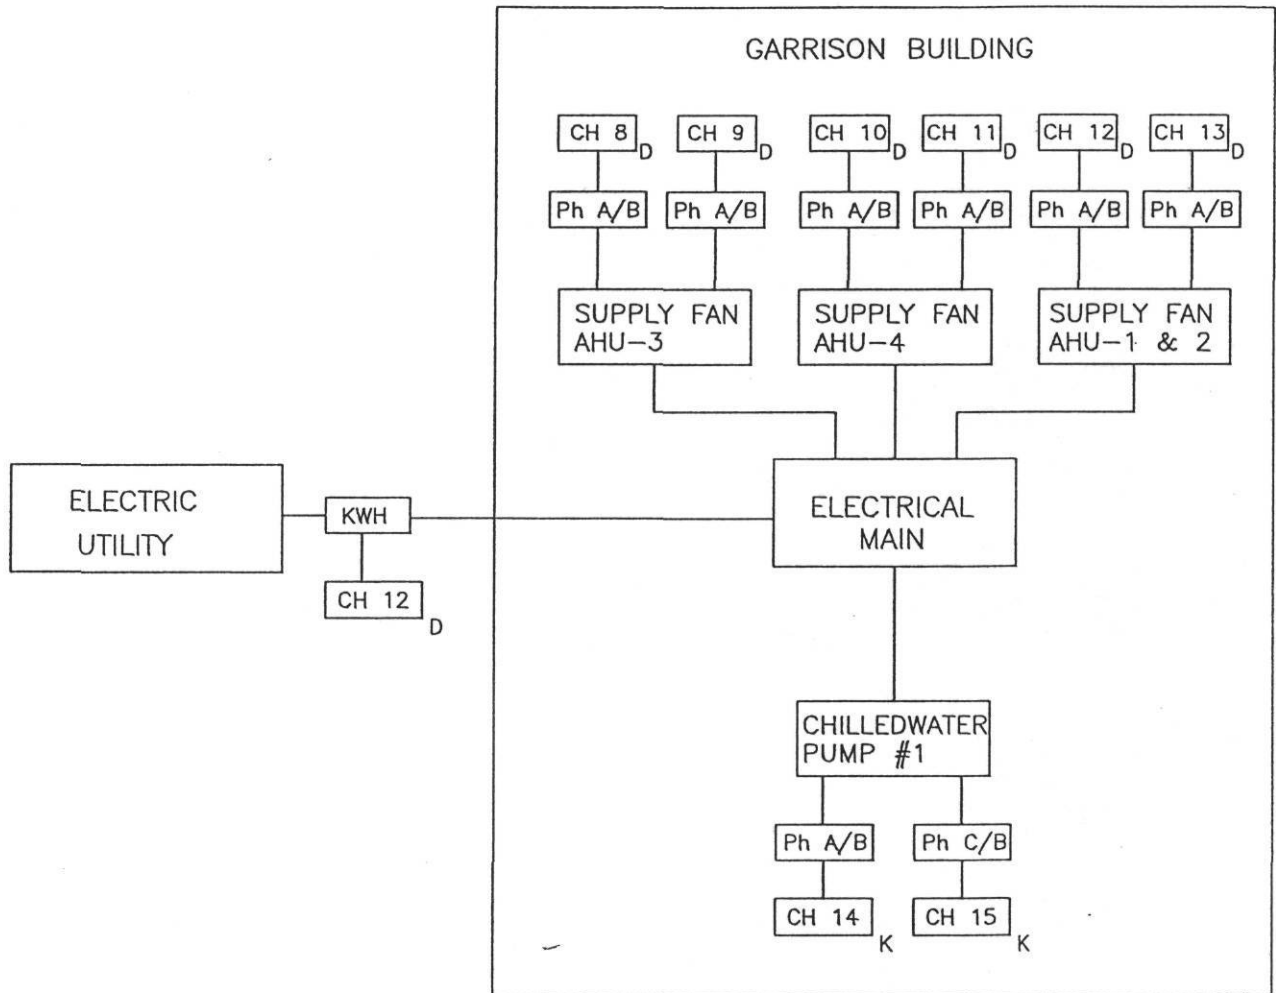 GARRISON BUILDING
CH 8 D CH 9 D CH 10 D CH 11 D CH 12 D CH 13 D
Ph A/B Ph A/B Ph A/B Ph A/B Ph A/B Ph A/B
SUPPLY FAN
AHU-3
SUPPLY FAN
AHU-4
SUPPLY FAN
AHU-1 & 2
ELECTRIC
UTILITY
KWH
CH 12 D
ELECTRICAL
MAIN
CHILLEDWATER
PUMP #1
Ph A/B Ph C/B
CH 14 K CH 15 K